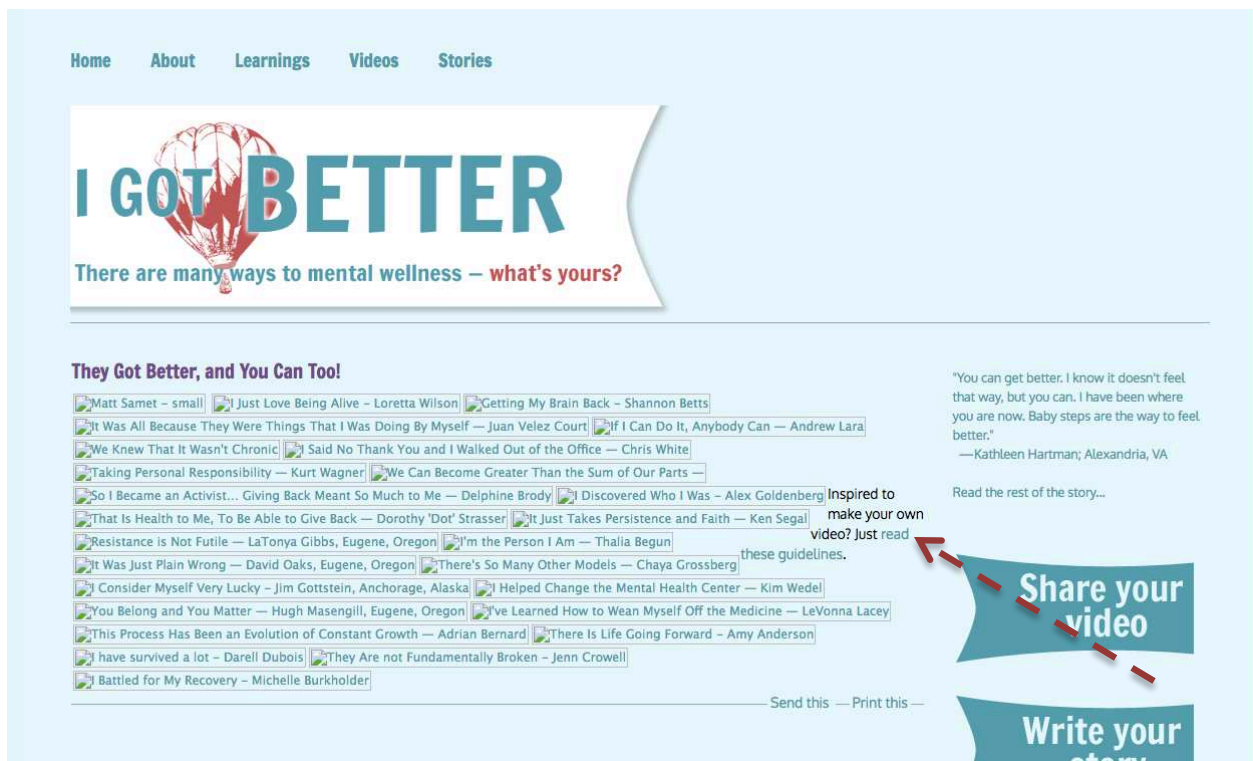 Home About Learnings Videos Stories
I GOT BETTER
There are many ways to mental wellness — what's yours?
They Got Better, and You Can Too!
Matt Samet – small I Just Love Being Alive – Loretta Wilson Getting My Brain Back – Shannon Betts
It Was All Because They Were Things That I Was Doing By Myself — Juan Velez Court If I Can Do It, Anybody Can — Andrew Lara
We Knew That It Wasn't Chronic I Said No Thank You and I Walked Out of the Office — Chris White
Taking Personal Responsibility — Kurt Wagner We Can Become Greater Than the Sum of Our Parts —
So I Became an Activist... Giving Back Meant So Much to Me — Delphine Brody I Discovered Who I Was – Alex Goldenberg Inspired to
That Is Health to Me, To Be Able to Give Back — Dorothy 'Dot' Strasser It Just Takes Persistence and Faith — Ken Segal make your own
Resistance is Not Futile — LaTonya Gibbs, Eugene, Oregon I'm the Person I Am — Thalia Begun video? Just read
It Was Just Plain Wrong — David Oaks, Eugene, Oregon There's So Many Other Models — Chaya Grossberg these guidelines.
I Consider Myself Very Lucky – Jim Gottstein, Anchorage, Alaska I Helped Change the Mental Health Center — Kim Wedel
You Belong and You Matter — Hugh Masengill, Eugene, Oregon I've Learned How to Wean Myself Off the Medicine — LeVonna Lacey
This Process Has Been an Evolution of Constant Growth — Adrian Bernard There Is Life Going Forward – Amy Anderson
I have survived a lot – Darell Dubois They Are not Fundamentally Broken – Jenn Crowell
I Battled for My Recovery – Michelle Burkholder
Send this — Print this —
"You can get better. I know it doesn't feel
that way, but you can. I have been where
you are now. Baby steps are the way to feel
better."
—Kathleen Hartman; Alexandria, VA
Read the rest of the story...
Share your
video
Write your
story